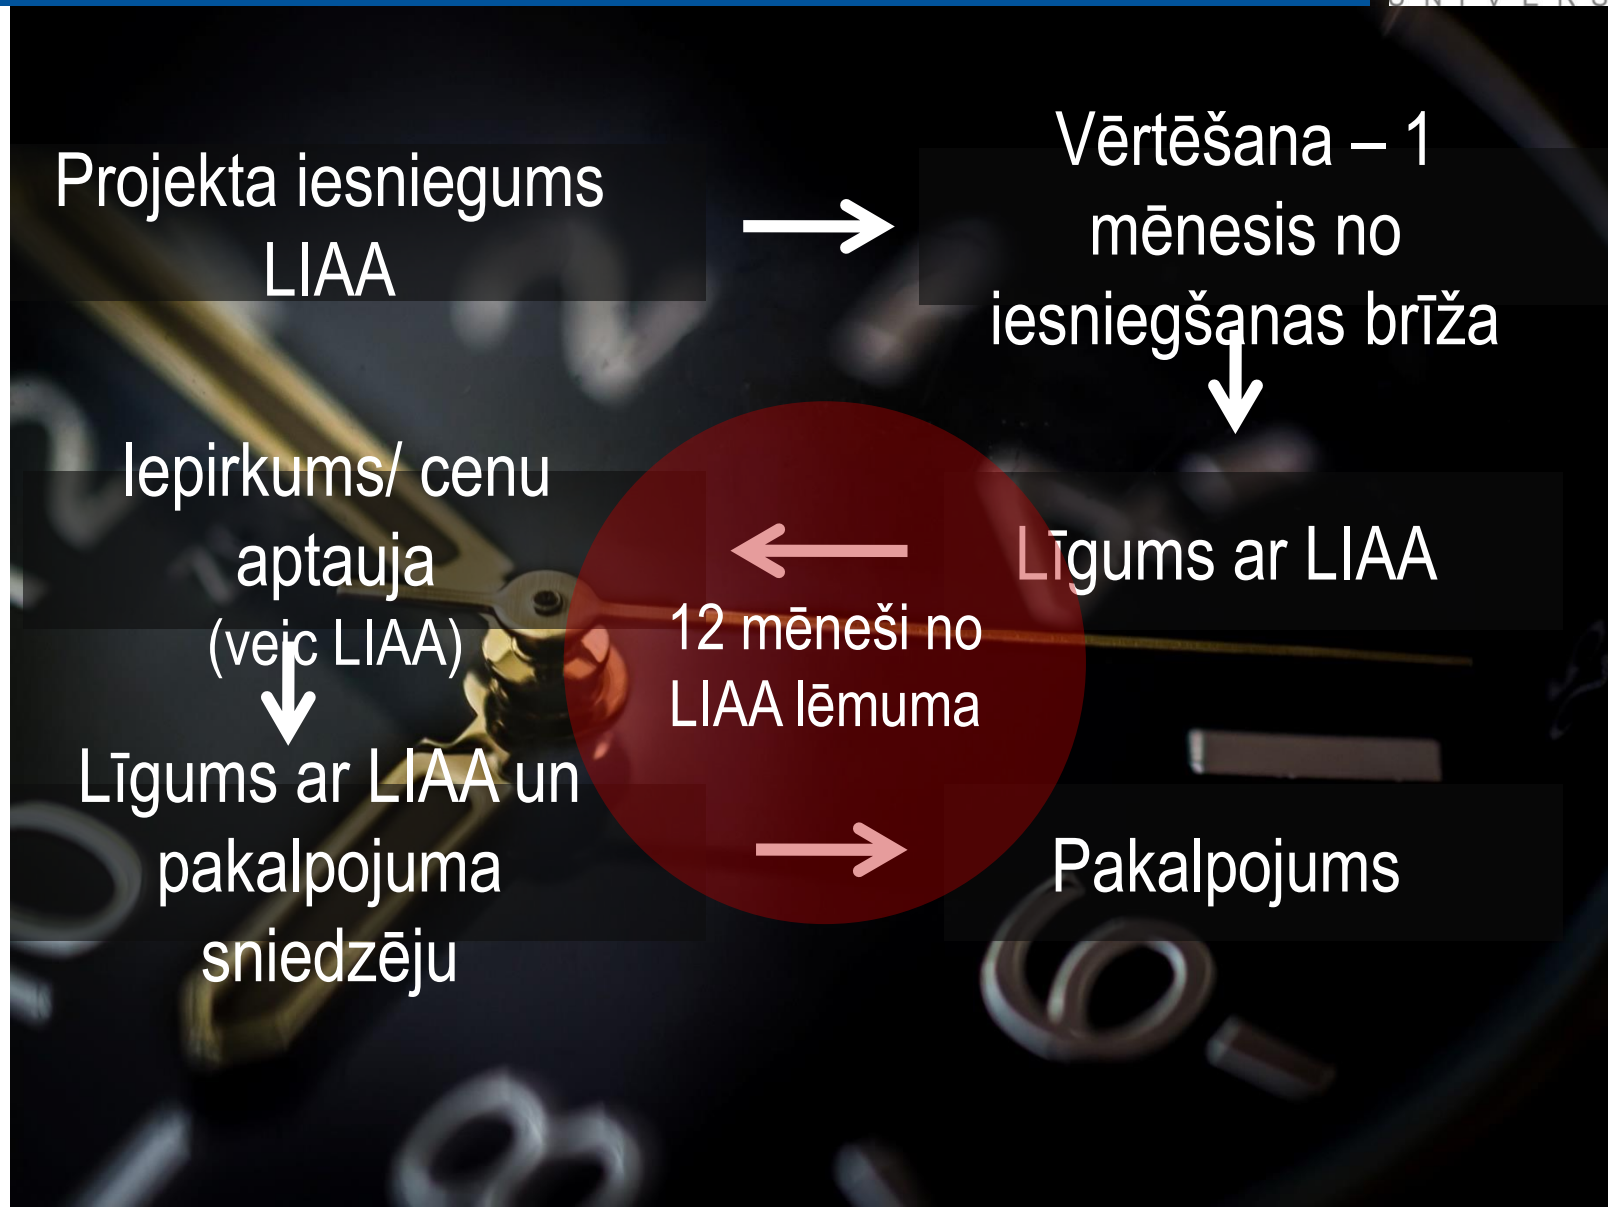 Projekta iesniegums
LIAA
Vērtēšana – 1
mēnesis no
iesniegšanas brīža
Līgums ar LIAA
Iepirkums/ cenu
aptauja
(veic LIAA)
12 mēneši no
LIAA lēmuma
Līgums ar LIAA un
pakalpojuma
sniedzēju
Pakalpojums